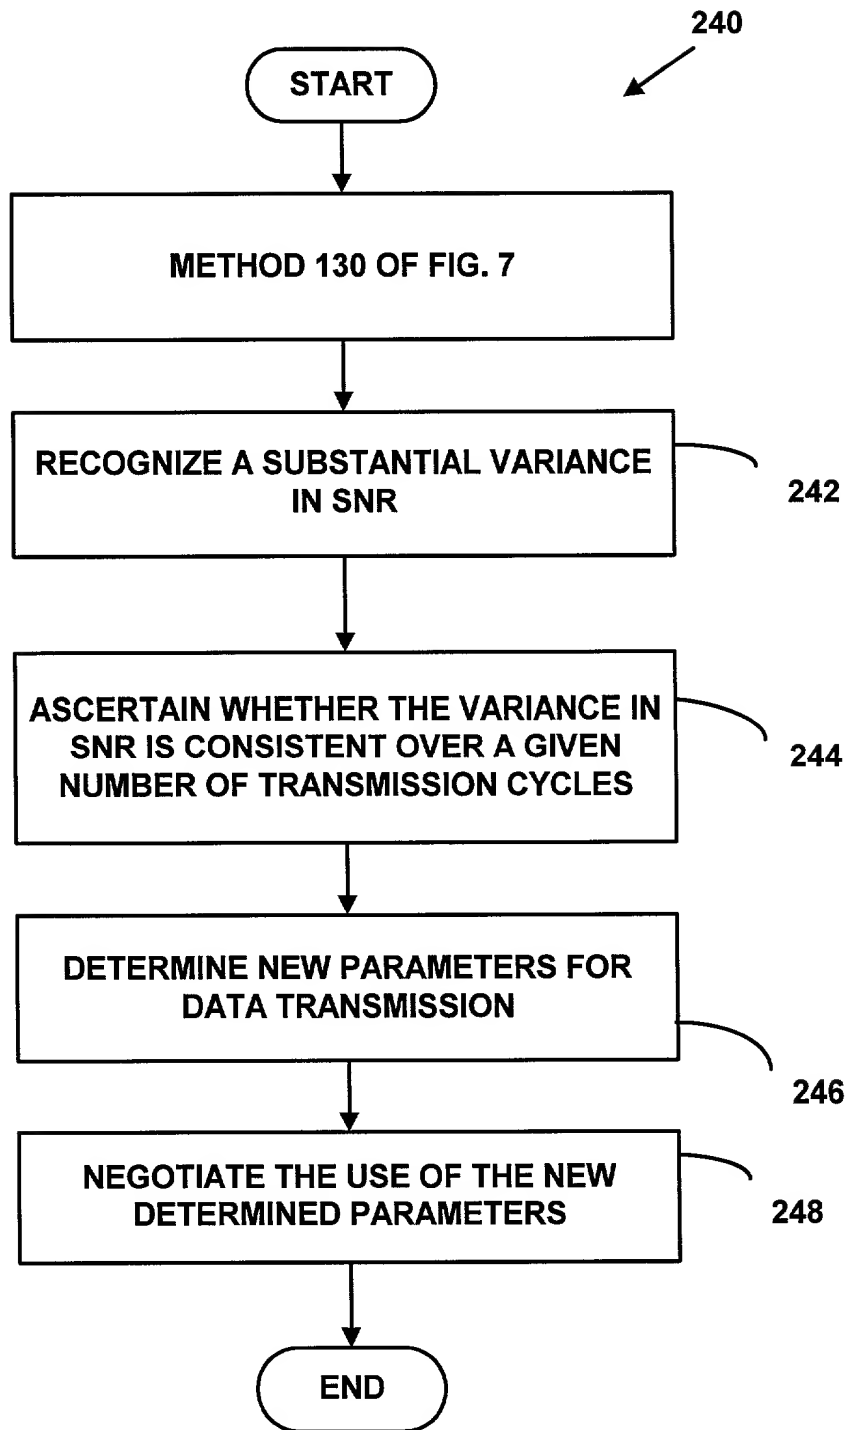 240
START
METHOD 130 OF FIG. 7
RECOGNIZE A SUBSTANTIAL VARIANCE
IN SNR
242
ASCERTAIN WHETHER THE VARIANCE IN
SNR IS CONSISTENT OVER A GIVEN
NUMBER OF TRANSMISSION CYCLES
244
DETERMINE NEW PARAMETERS FOR
DATA TRANSMISSION
246
NEGOTIATE THE USE OF THE NEW
DETERMINED PARAMETERS
248
END